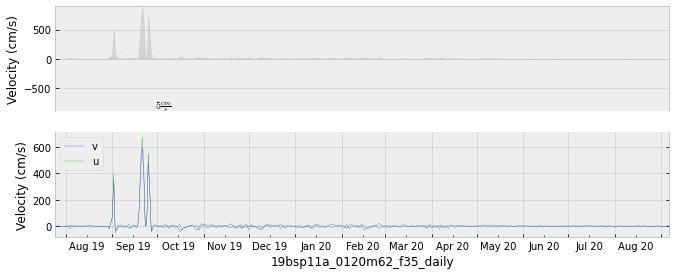 Velocity (cm/s)
500
0
−500
5 cm/s
Velocity (cm/s)
600
400
200
0
v
u
Aug 19 Sep 19 Oct 19 Nov 19 Dec 19 Jan 20 Feb 20 Mar 20 Apr 20 May 20 Jun 20 Jul 20 Aug 20
19bsp11a_0120m62_f35_daily